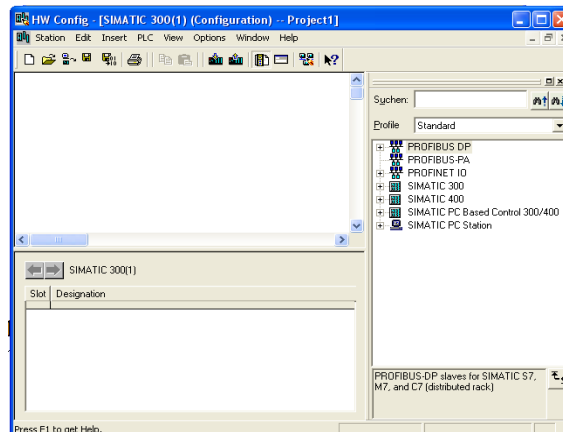 HW Config - [SIMATIC 300(1) (Configuration) -- Project1]
Station Edit Insert PLC View Options Window Help
Suchen:
Profile Standard
PROFIBUS DP
PROFIBUS-PA
PROFINET IO
SIMATIC 300
SIMATIC 400
SIMATIC PC Based Control 300/400
SIMATIC PC Station
SIMATIC 300(1)
Slot Designation
PROFIBUS-DP slaves for SIMATIC S7,
M7, and C7 (distributed rack)
Press F1 to get Help.